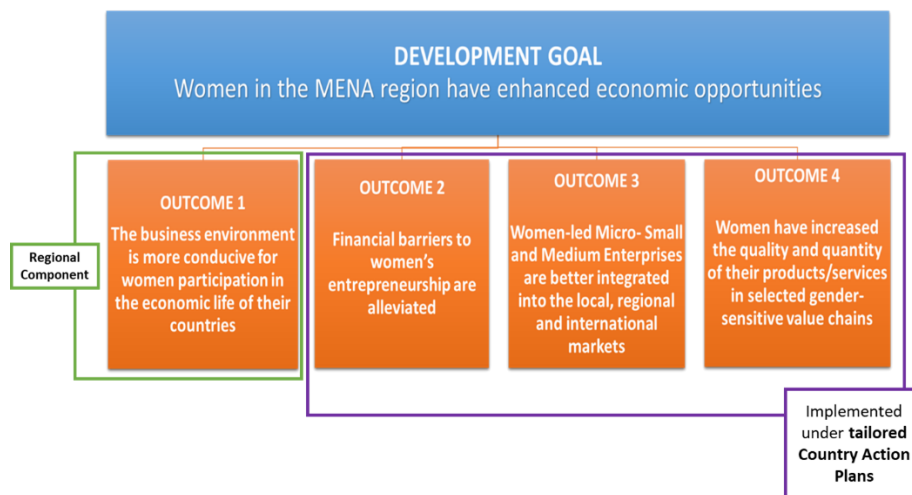 DEVELOPMENT GOAL
Women in the MENA region have enhanced economic opportunities
Regional
Component
OUTCOME 1
The business environment
is more conducive for
women participation in
the economic life of their
countries
OUTCOME 2
Financial barriers to
women's
entrepreneurship are
alleviated
OUTCOME 3
Women-led Micro- Small
and Medium Enterprises
are better integrated
into the local, regional
and international
markets
OUTCOME 4
Women have increased
the quality and quantity
of their products/services
in selected gender-
sensitive value chains
Implemented
under tailored
Country Action
Plans